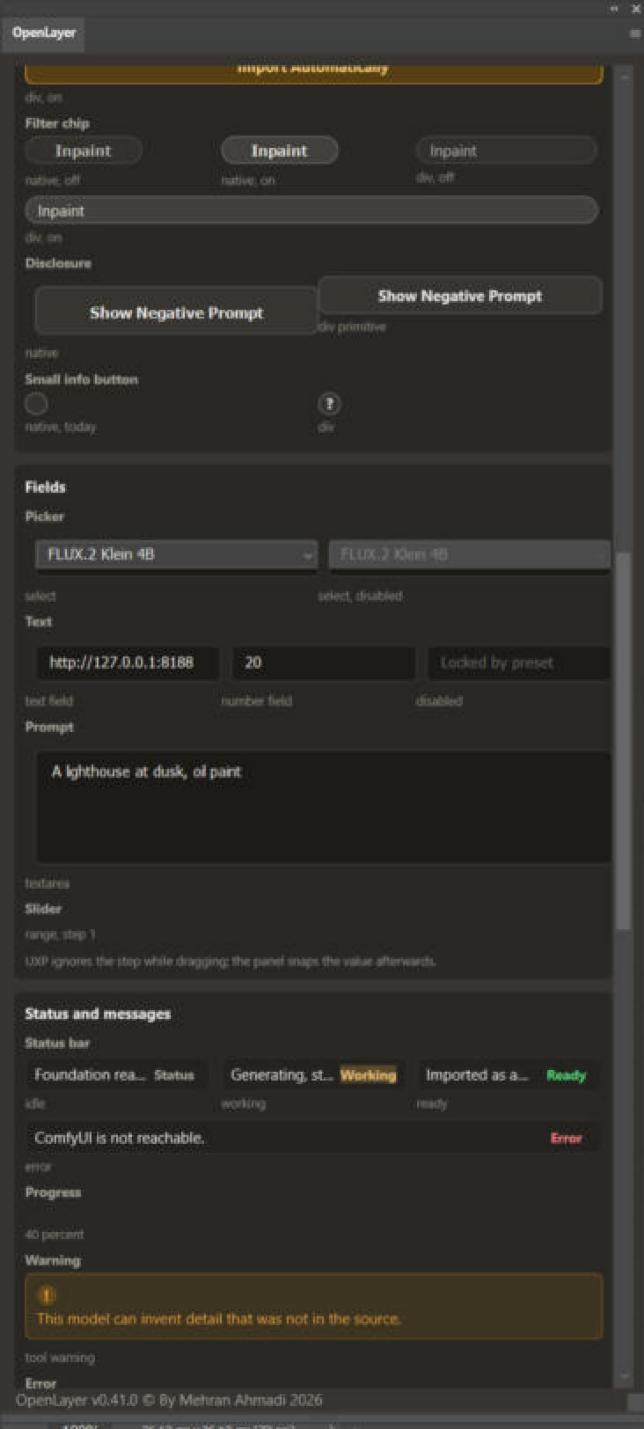 OpenLayer
Import Automatically
div, on
Filter chip
Inpaint Inpaint Inpaint
native, off native, on div, off
Inpaint
div, on
Disclosure
Show Negative Prompt Show Negative Prompt
div primitive
native
Small info button
?
native, today div
Fields
Picker
FLUX.2 Klein 4B FLUX.2 Klein 4B
select select, disabled
Text
http://127.0.0.1:8188 20 Locked by preset
text field number field disabled
Prompt
A lighthouse at dusk, oil paint
textarea
Slider
range, step 1
UXP ignores the step while dragging; the panel snaps the value afterwards.
Status and messages
Status bar
Foundation rea... Status Generating, st... Working Imported as a... Ready
idle working ready
ComfyUI is not reachable. Error
error
Progress
40 percent
Warning
!
This model can invent detail that was not in the source.
tool warning
Error
OpenLayer v0.41.0 © By Mehran Ahmadi 2026